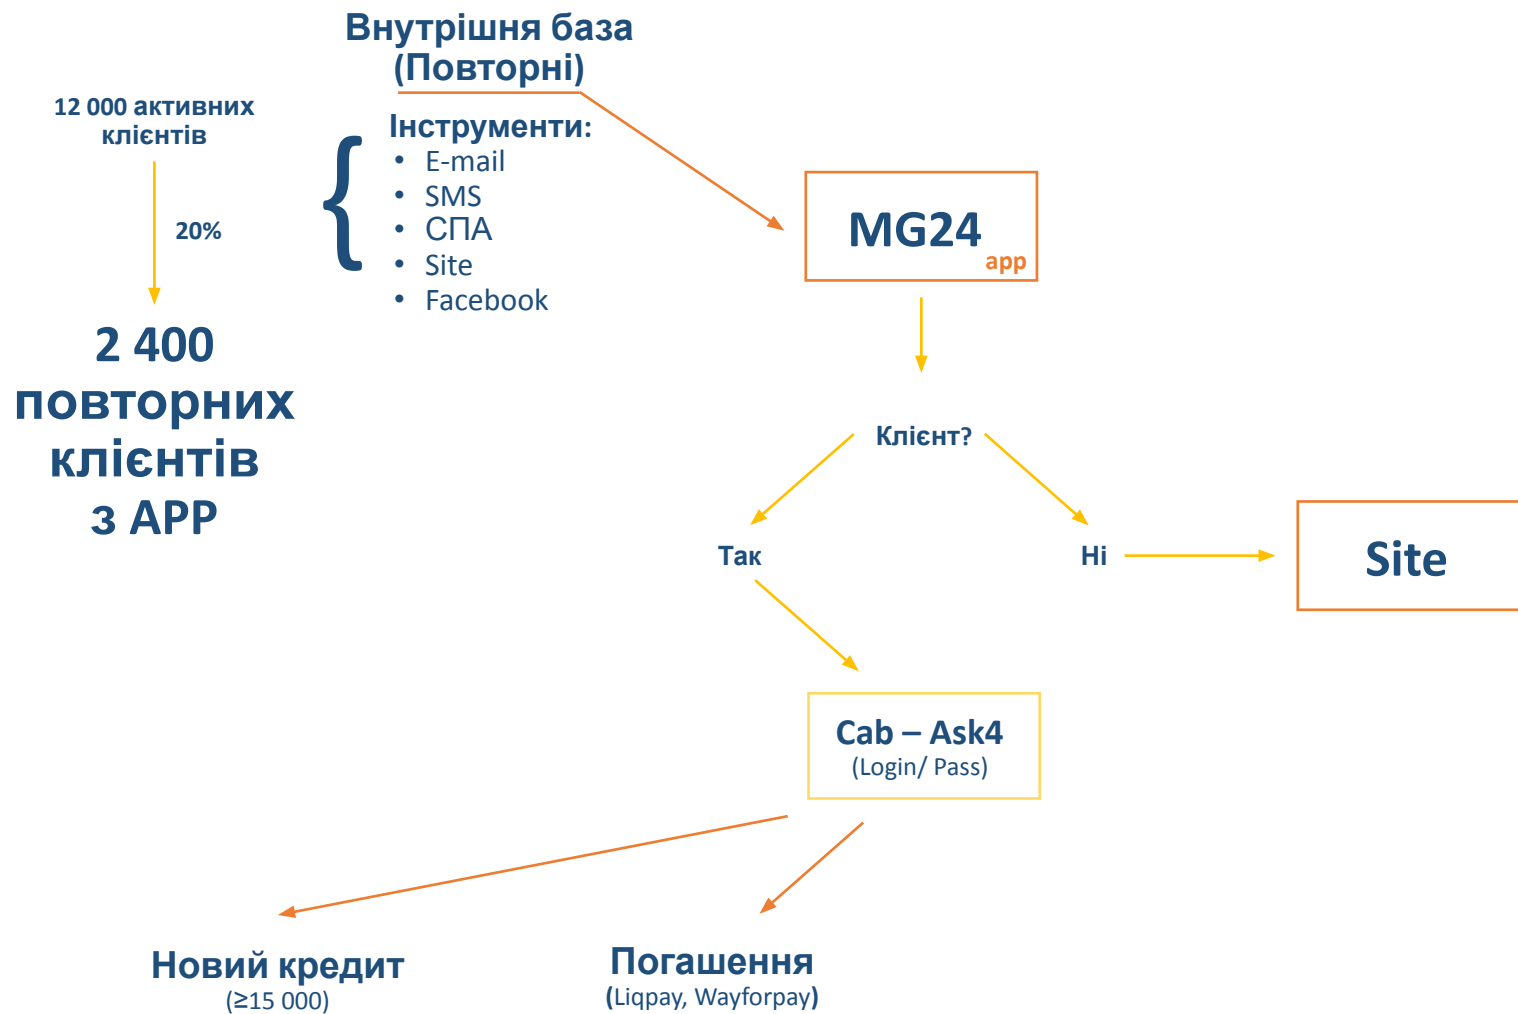 Внутрішня база
(Повторні)
12 000 активних
клієнтів
20%
2 400
повторних
клієнтів
з APP
{
Інструменти:
• E-mail
• SMS
• СПА
• Site
• Facebook
MG24
app
Клієнт?
Так
Ні
Site
Cab – Ask4
(Login/ Pass)
Новий кредит
(≥15 000)
Погашення
(Liqpay, Wayforpay)